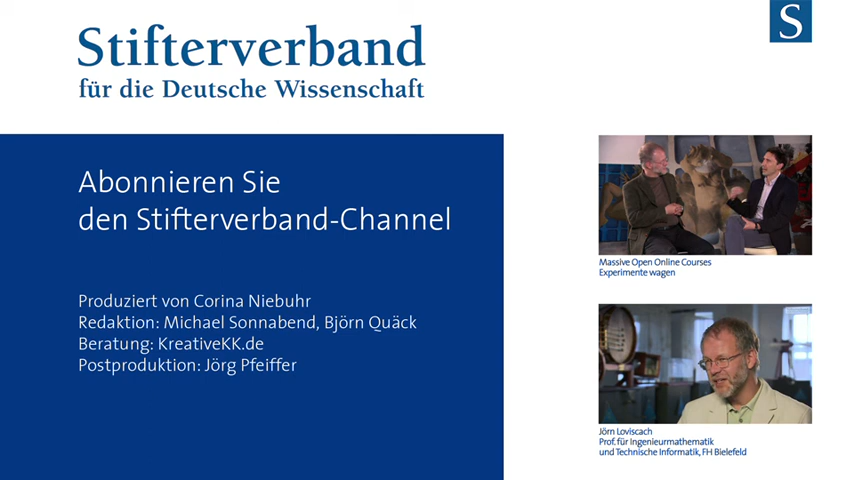 Stifterverband
für die Deutsche Wissenschaft
S
Abonnieren Sie
den Stifterverband-Channel
Produziert von Corina Niebuhr
Redaktion: Michael Sonnabend, Björn Quäck
Beratung: KreativeKK.de
Postproduktion: Jörg Pfeiffer
Massive Open Online Courses
Experimente wagen
Jörn Loviscach
Prof. für Ingenieurmathematik
und Technische Informatik, FH Bielefeld